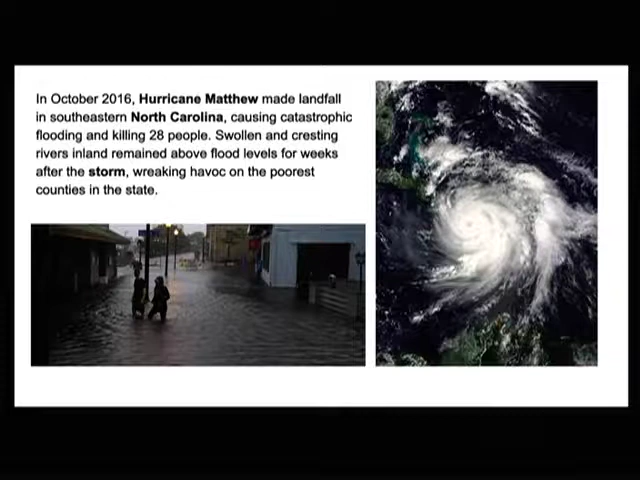 In October 2016, Hurricane Matthew made landfall
in southeastern North Carolina, causing catastrophic
flooding and killing 28 people. Swollen and cresting
rivers inland remained above flood levels for weeks
after the storm, wreaking havoc on the poorest
counties in the state.